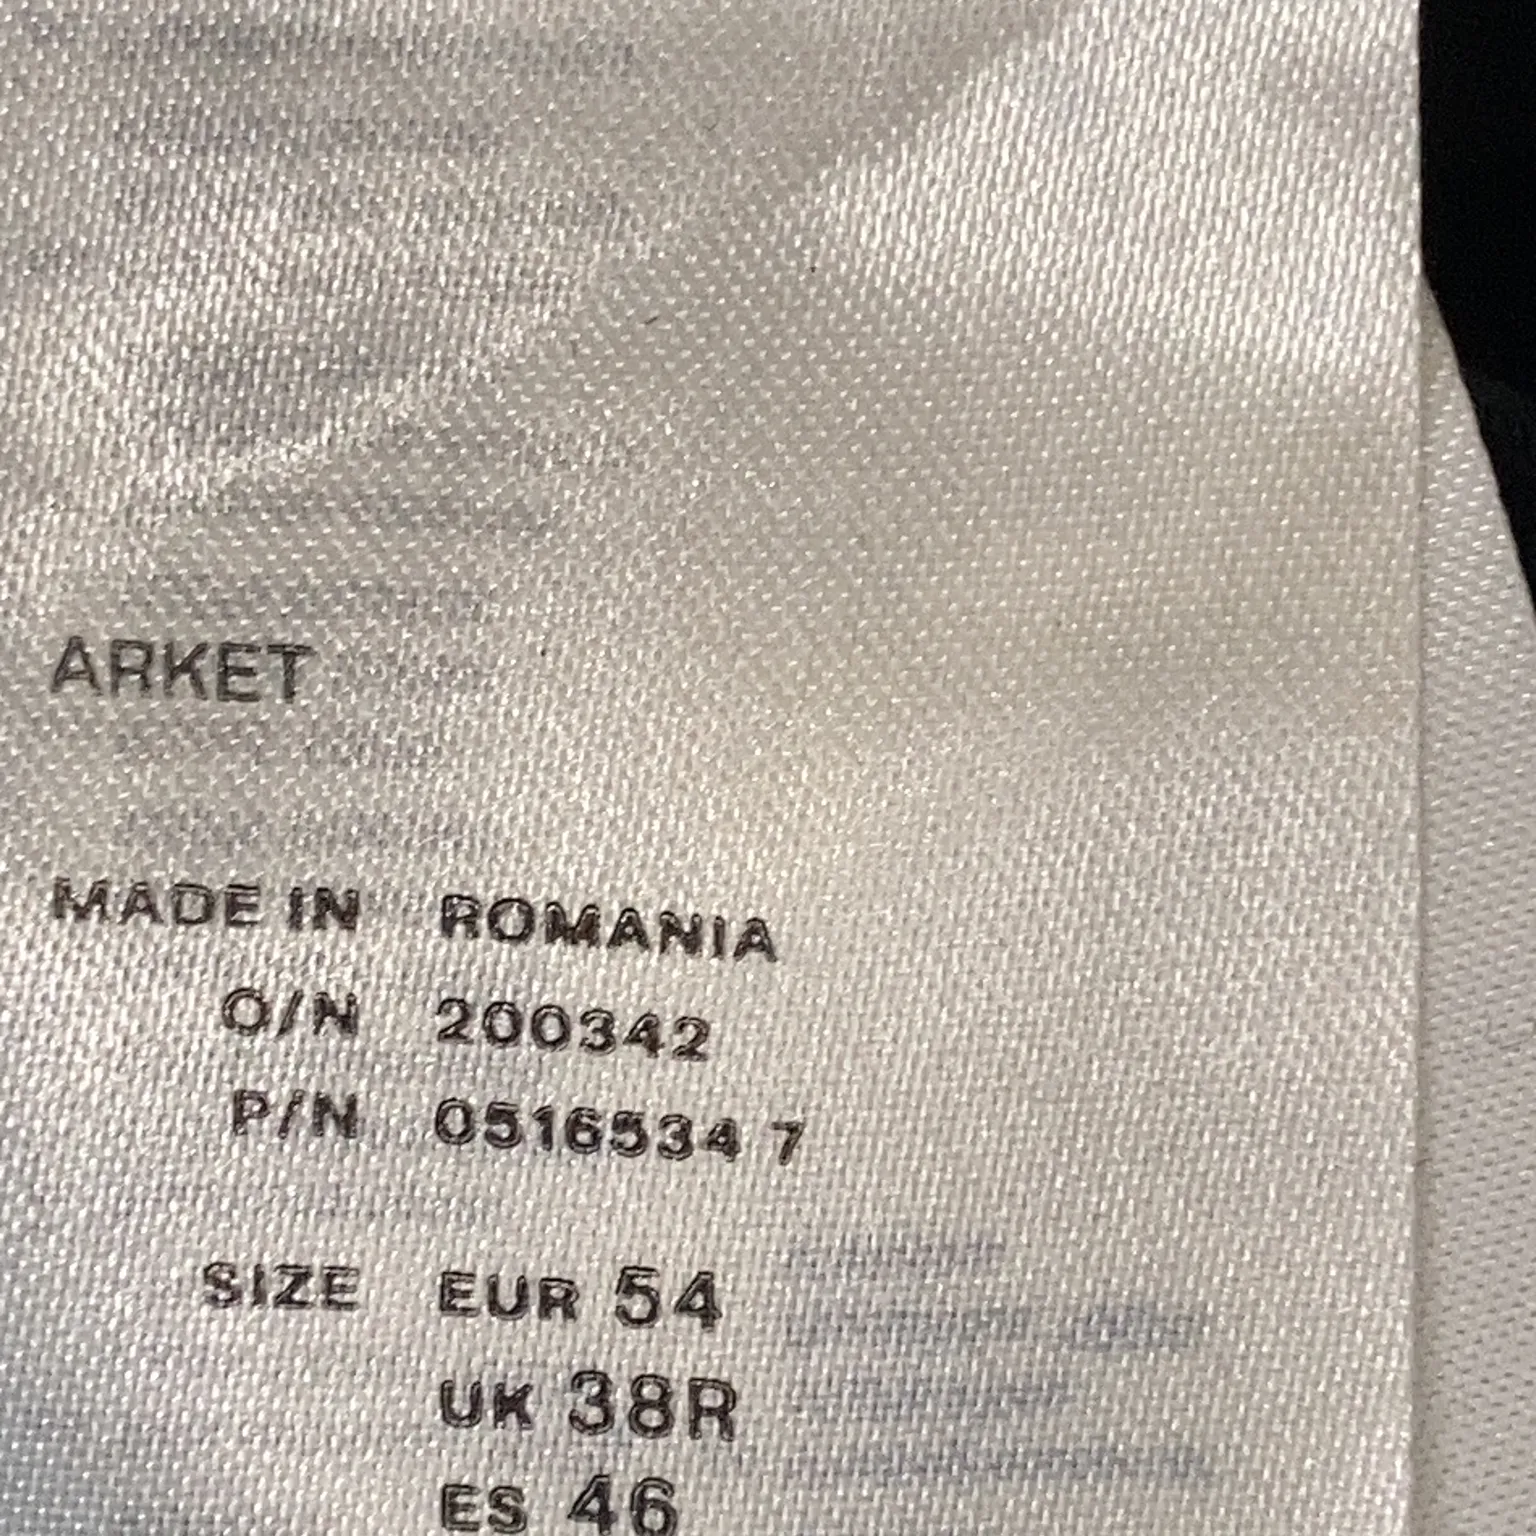 ARKET
MADE IN ROMANIA
O/N 200342
P/N 0516534 7
SIZE EUR 54
UK 38R
ES 46